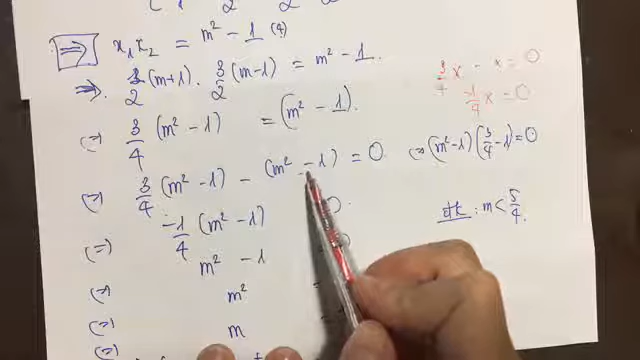 ⇒ x₁x₂ = m² - 1 (4)
⇒ 3/2 (m+1) . 3/2 (m-1) = m² - 1
⇔ 3/4 (m² - 1) = (m² - 1)
⇔ 3/4 (m² - 1) - (m² - 1) = 0 ⇔ (m² - 1)(3/4 - 1) = 0
⇔ -1/4 (m² - 1) 0
⇔ m² - 1
⇔ m²
⇔ m
3/4 x - x = 0
-1/4 x = 0
đk : m < 5/4